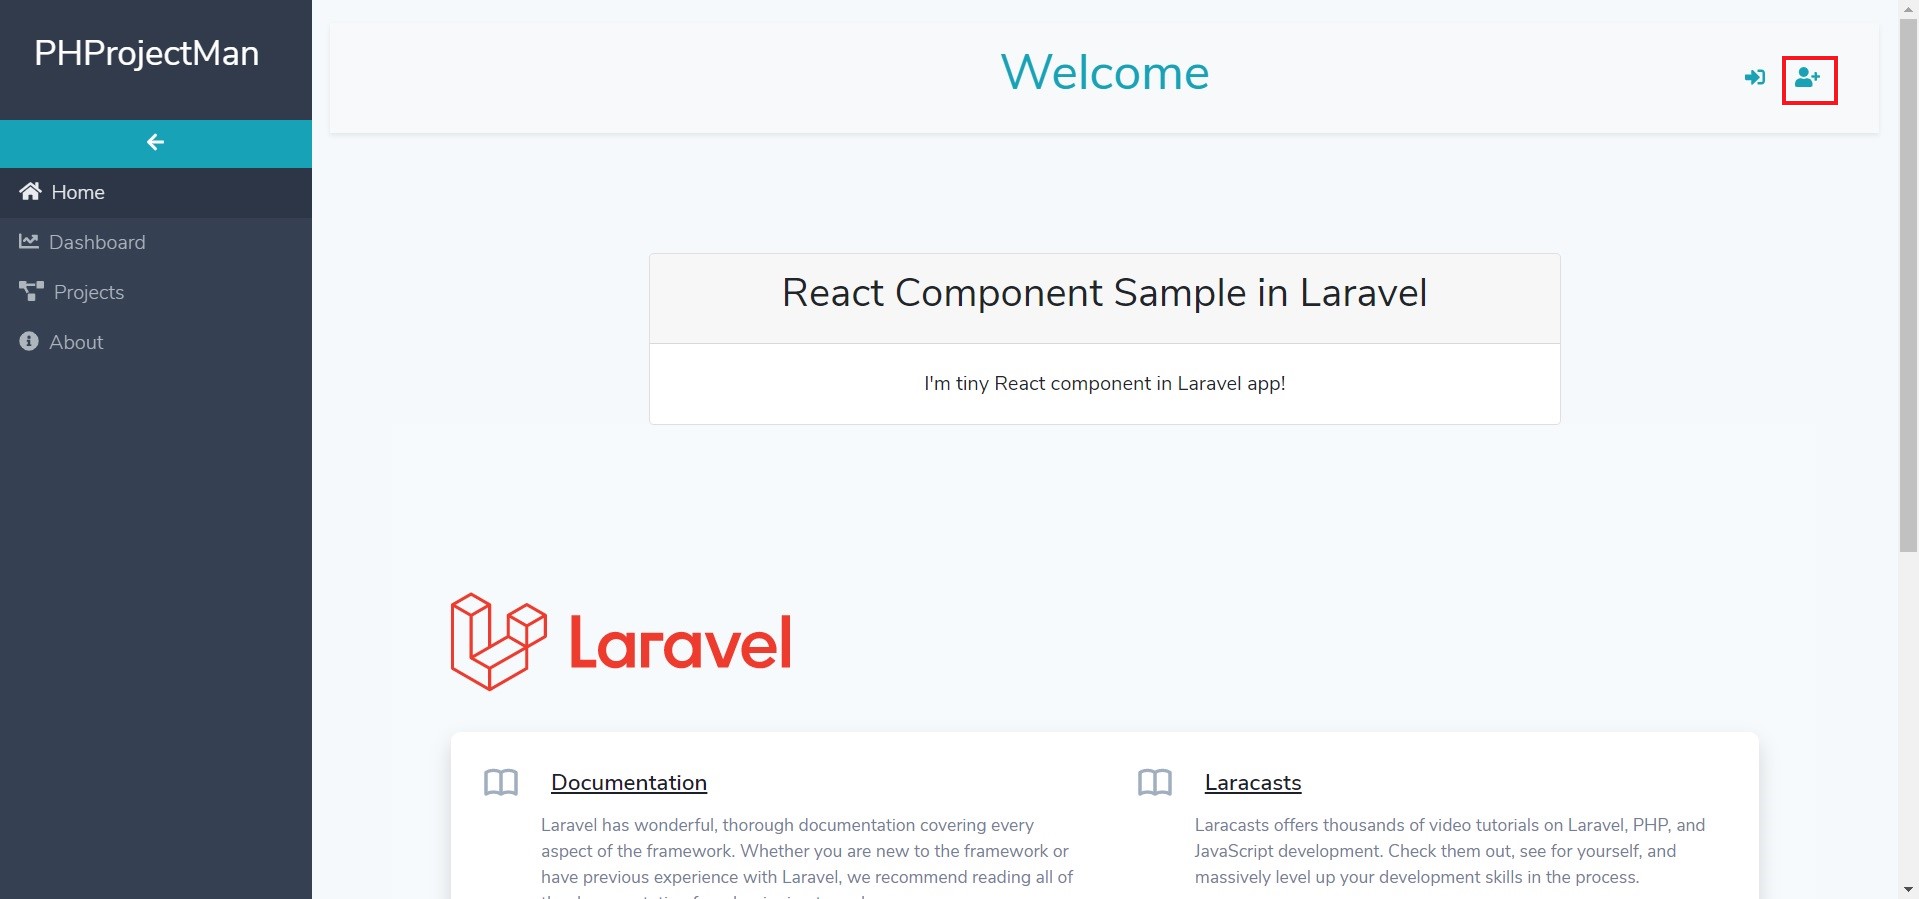 PHProjectMan
Welcome
Home
Dashboard
Projects
About
React Component Sample in Laravel
I'm tiny React component in Laravel app!
Laravel
Documentation
Laravel has wonderful, thorough documentation covering every
aspect of the framework. Whether you are new to the framework or
have previous experience with Laravel, we recommend reading all of
Laracasts
Laracasts offers thousands of video tutorials on Laravel, PHP, and
JavaScript development. Check them out, see for yourself, and
massively level up your development skills in the process.